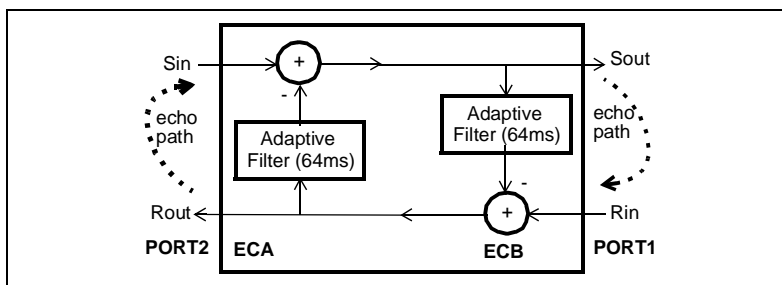 Sin
+
Sout
-
echo
path
Adaptive
Filter (64ms)
Adaptive
Filter (64ms)
echo
path
-
Rout
+
Rin
PORT2
ECA
ECB
PORT1